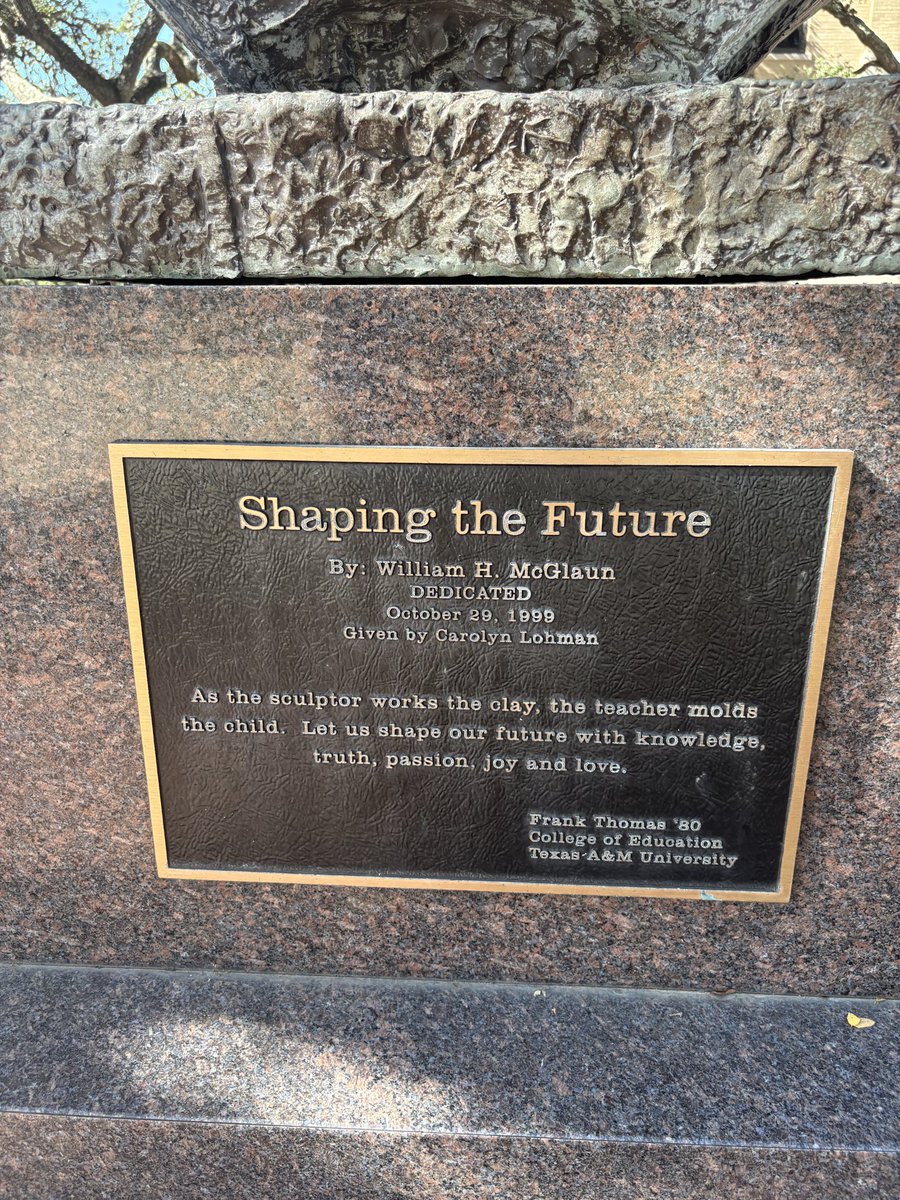 Shaping the Future
By: William H. McGlaun
DEDICATED
October 29, 1999
Given by Carolyn Lohman
As the sculptor works the clay, the teacher molds
the child. Let us shape our future with knowledge,
truth, passion, joy and love.
Frank Thomas '80
College of Education
Texas A&M University